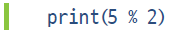 print(5 % 2)